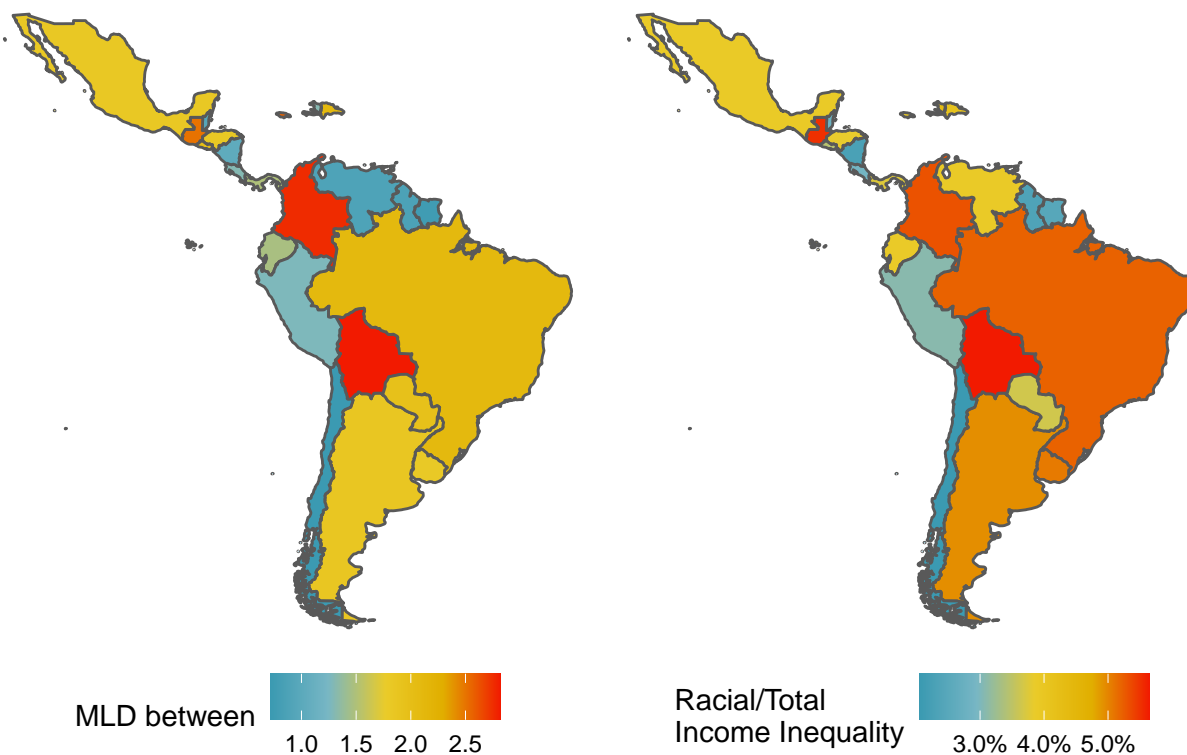 MLD between
1.0 1.5 2.0 2.5
Racial/Total
Income Inequality
3.0% 4.0% 5.0%